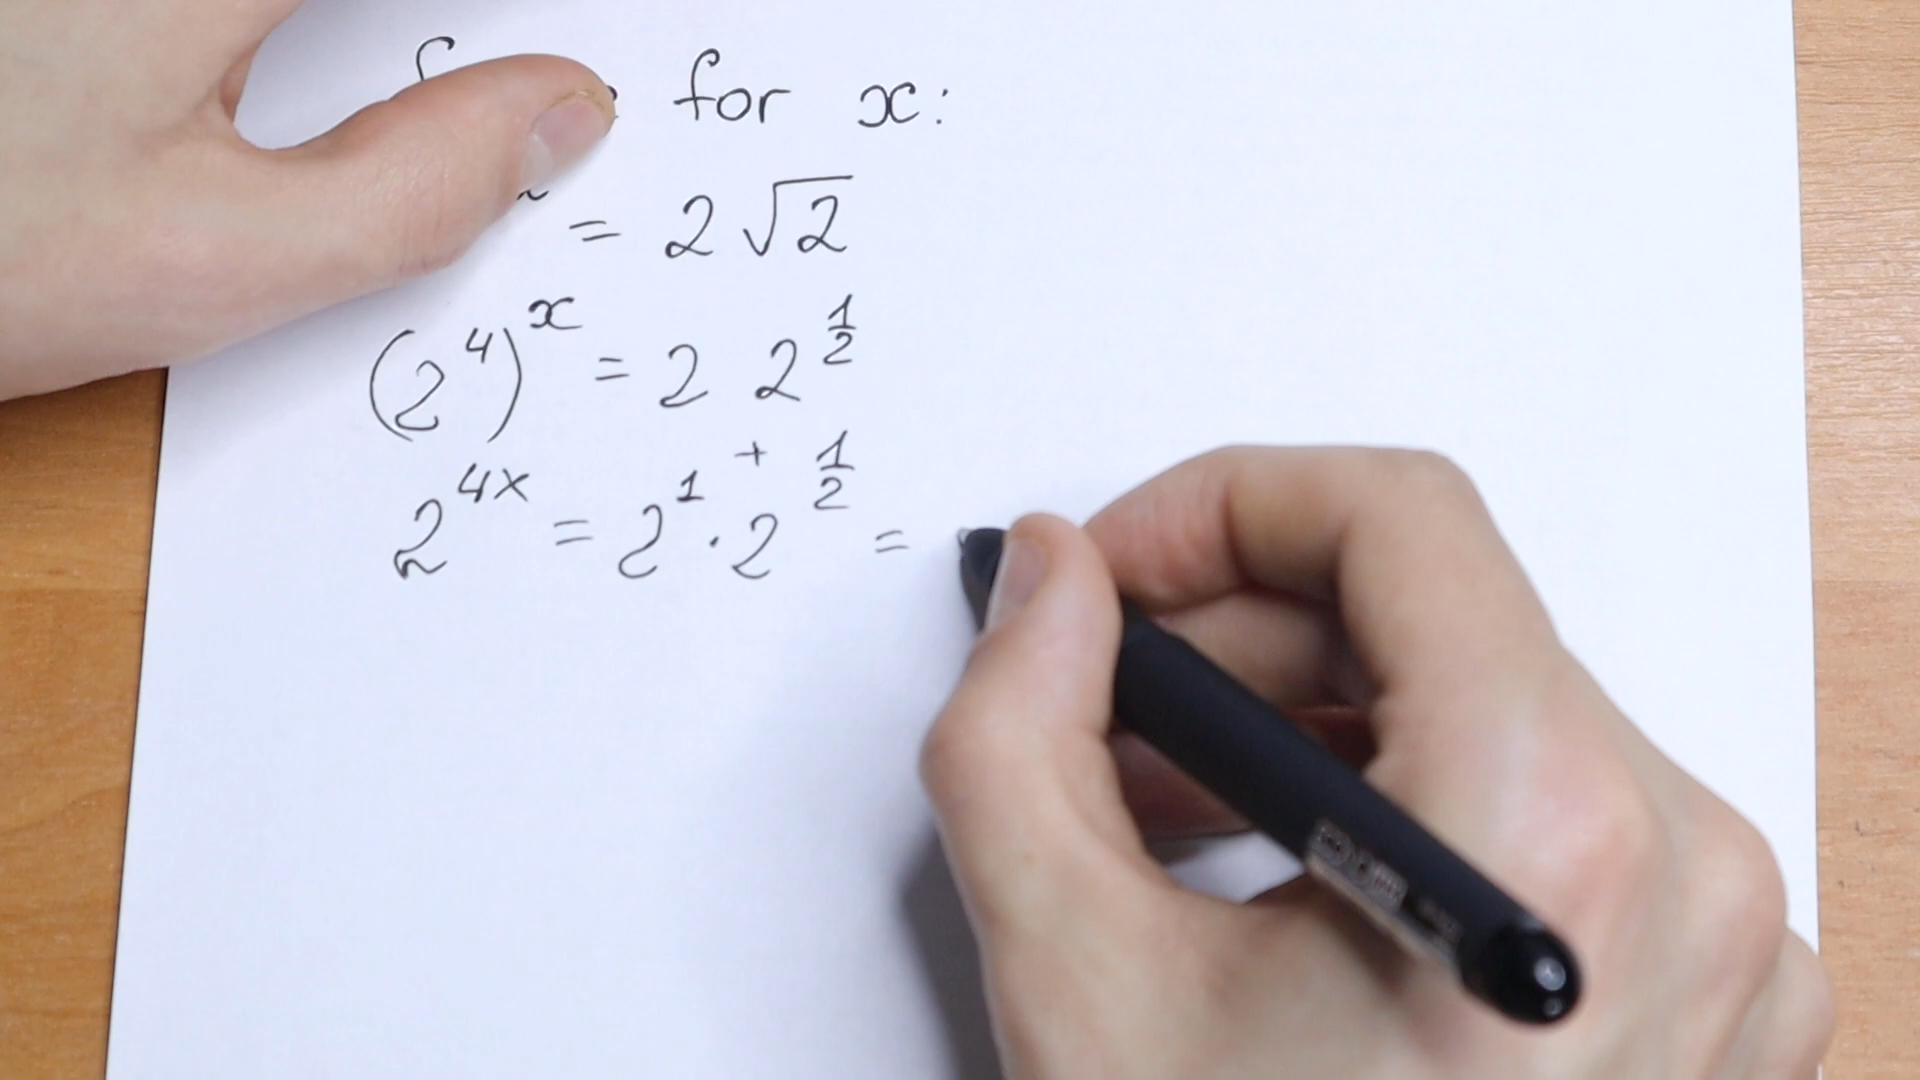 for x:
= 2√2
(2⁴)ˣ = 2 2^½
2^4x = 2¹ · 2^+ ½ =